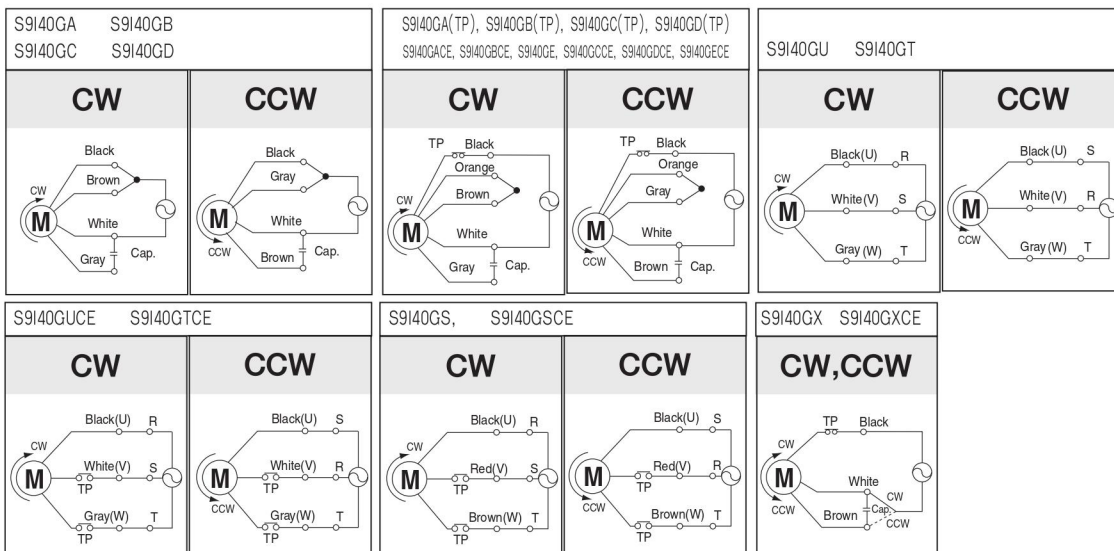 S9I40GA S9I40GB
S9I40GC S9I40GD
CW CCW
Black
Brown
CW
M
White
Gray
Cap.
Black
Gray
M
White
CCW
Brown
Cap.
S9I40GA(TP), S9I40GB(TP), S9I40GC(TP), S9I40GD(TP)
S9I40GACE, S9I40GBCE, S9I40GE, S9I40GCCE, S9I40GDCE, S9I40GECE
CW CCW
TP Black
Orange
CW
Brown
M
White
Gray
Cap.
TP Black
Orange
Gray
M
White
CCW
Brown
Cap.
S9I40GU S9I40GT
CW CCW
Black(U) R
CW
M
White(V) S
Gray (W) T
Black(U) S
M
White(V) R
CCW
Gray (W) T
S9I40GUCE S9I40GTCE
CW CCW
Black(U) R
CW
M
White(V) S
TP
Gray(W) T
TP
Black(U) S
M
White(V) R
TP
CCW
Gray(W) T
TP
S9I40GS, S9I40GSCE
CW CCW
Black(U) R
CW
M
Red(V) S
TP
Brown(W) T
TP
Black(U) S
M
Red(V) R
TP
CCW
Brown(W) T
TP
S9I40GX S9I40GXCE
CW,CCW
TP Black
CW
M
White
CW
Cap.
CCW
Brown
CCW